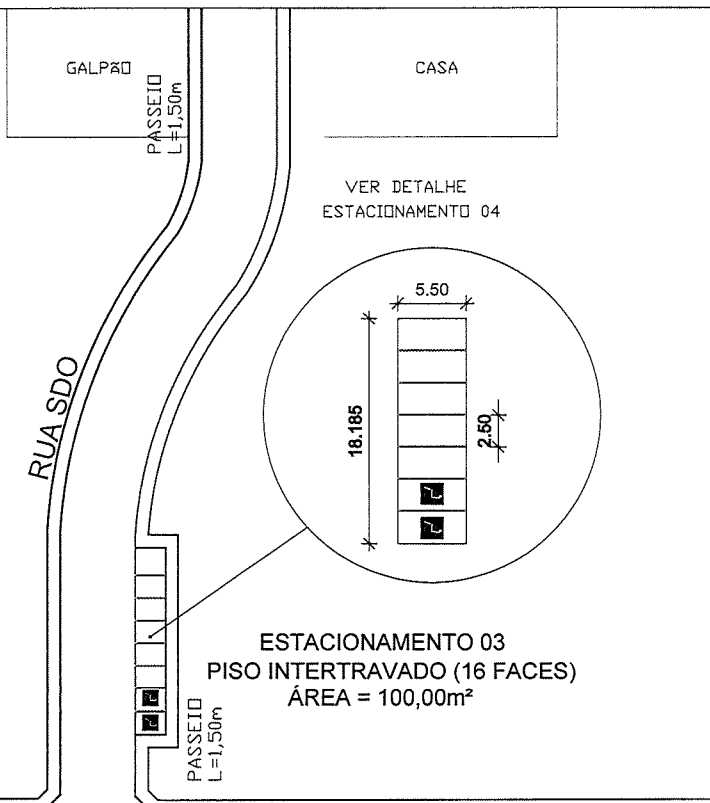 GALPÃO
PASSEIO
L=1,50m
CASA
VER DETALHE
ESTACIONAMENTO 04
5.50
18.185
2.50
RUA SDO
ESTACIONAMENTO 03
PISO INTERTRAVADO (16 FACES)
ÁREA = 100,00m²
PASSEIO
L=1,50m